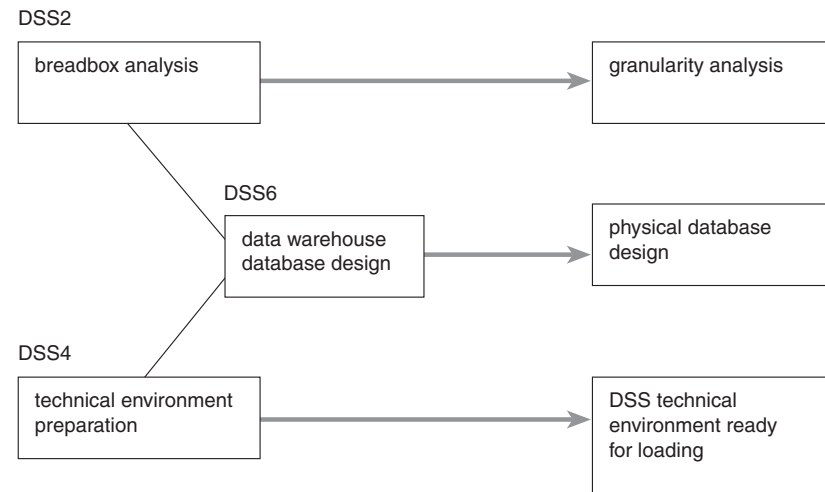 DSS2
breadbox analysis
granularity analysis
DSS6
data warehouse
database design
physical database
design
DSS4
technical environment
preparation
DSS technical
environment ready
for loading